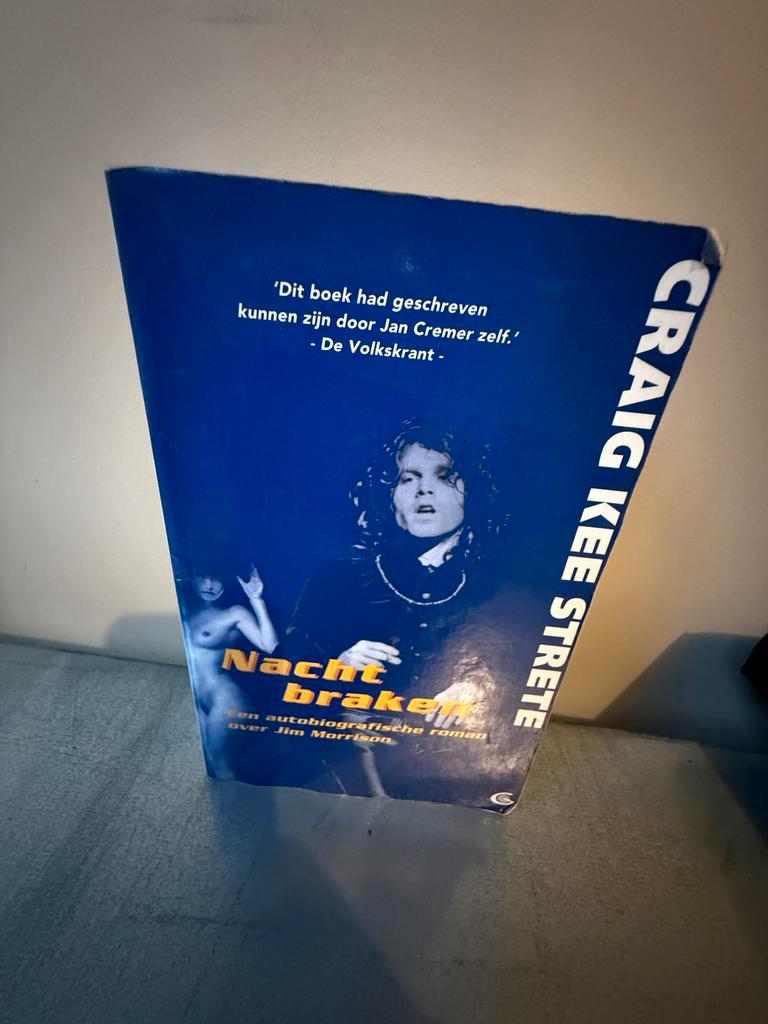 'Dit boek had geschreven
kunnen zijn door Jan Cremer zelf.'
- De Volkskrant -
CRAIG KEE STRETE
Nacht
braken
Een autobiografische roman
over Jim Morrison